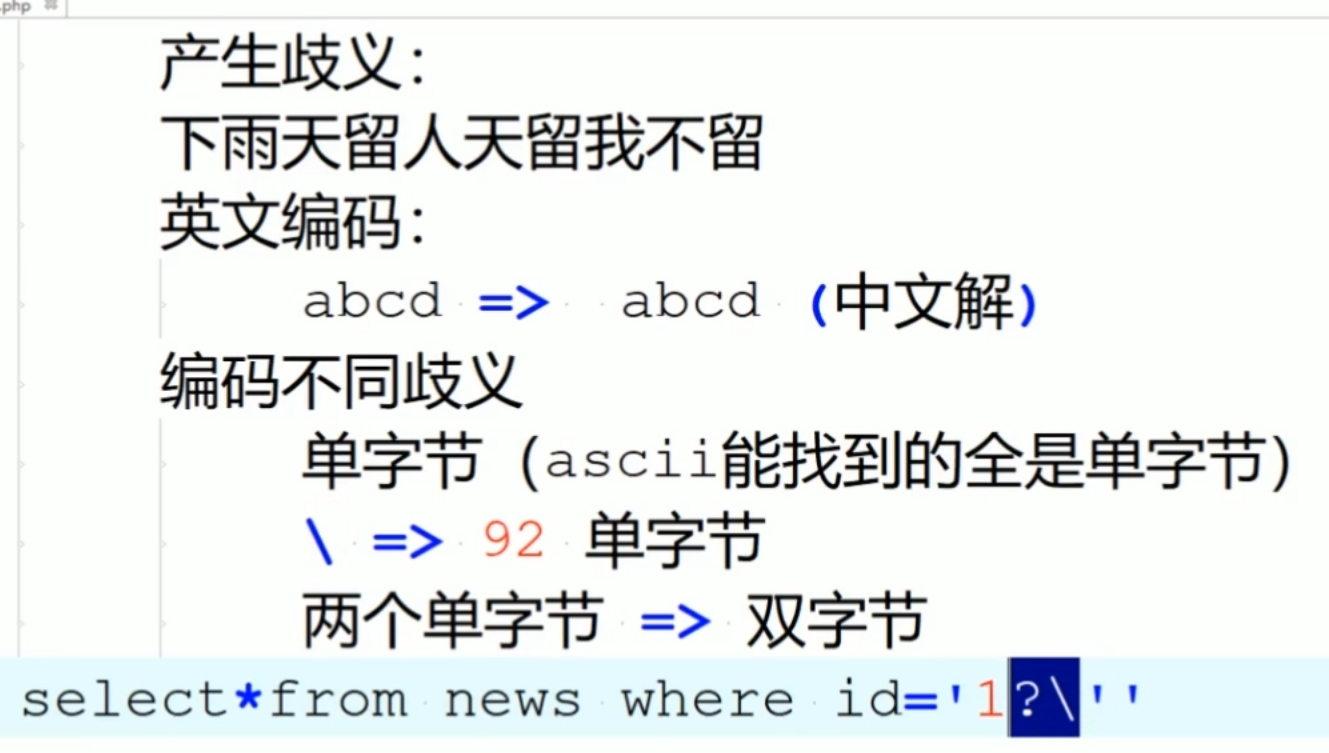 .php
产生歧义：
下雨天留人天留我不留
英文编码：
abcd => abcd (中文解)
编码不同歧义
单字节（ascii能找到的全是单字节）
\ => 92 单字节
两个单字节 => 双字节
select*from news where id='1?\''